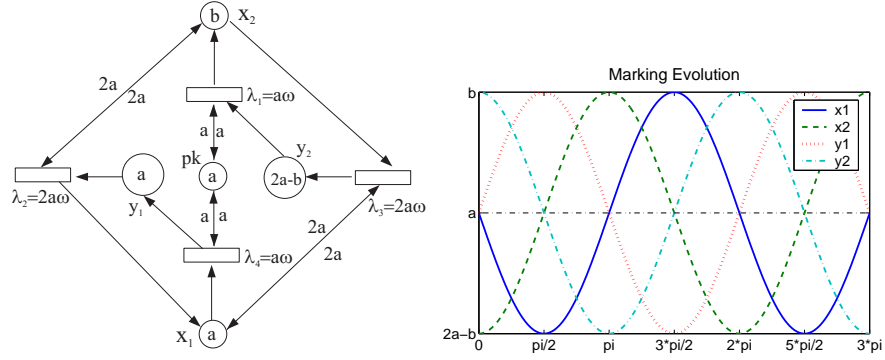 b x₂
2a
2a
λ₁=aω
a a
y₂
pk
a
a
2a-b
λ₂=2aω
y₁
λ₃=2aω
a a
2a
2a
λ₄=aω
x₁
a
Marking Evolution
b
a
2a-b
x1
x2
y1
y2
0 pi/2 pi 3*pi/2 2*pi 5*pi/2 3*pi